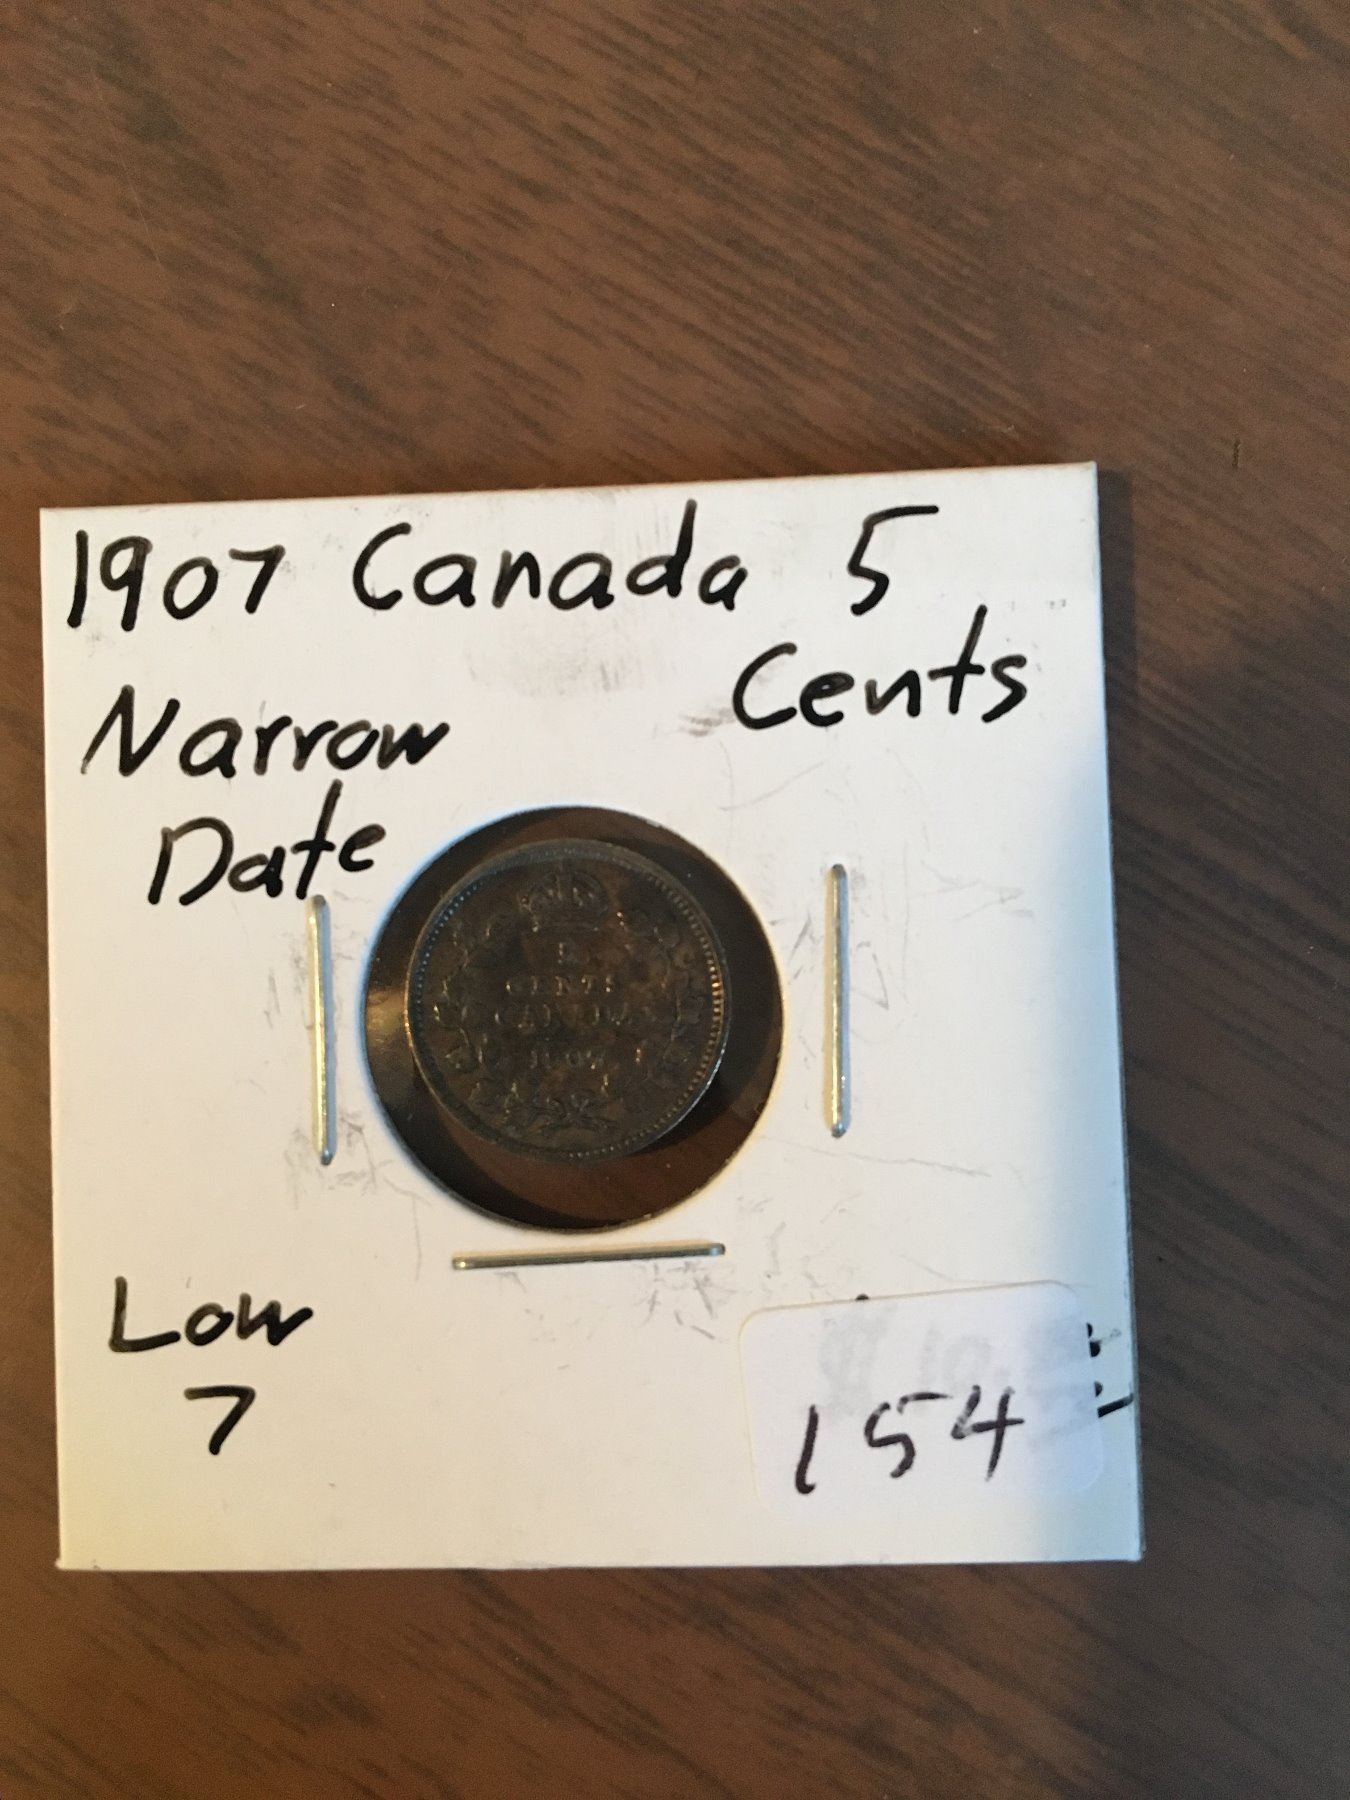 1907 Canada 5
Cents
Narrow
Date
5
CENTS
CANADA
1907
Low
7
154